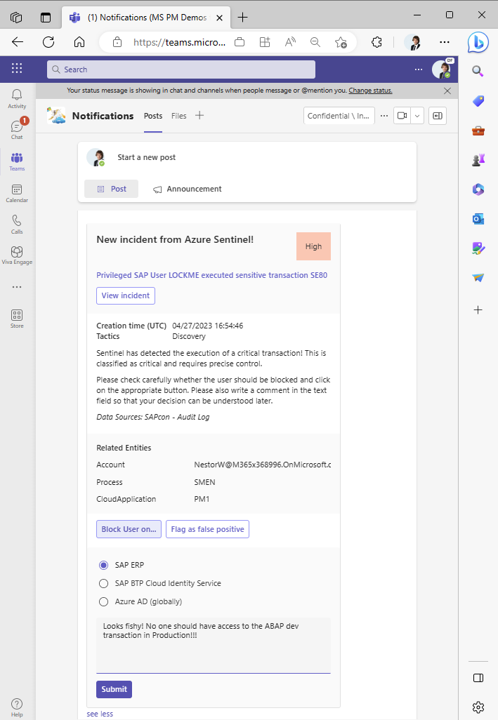 (1) Notifications (MS PM Demos
https://teams.micro...
Search
Your status message is showing in chat and channels when people message or @mention you. Change status.
Activity
Chat
1
Teams
Calendar
Calls
Viva Engage
Store
Help
Notifications
Posts
Files
Confidential \ In...
Start a new post
Post
Announcement
New incident from Azure Sentinel!
High
Privileged SAP User LOCKME executed sensitive transaction SE80
View incident
Creation time (UTC) 04/27/2023 16:54:46
Tactics Discovery
Sentinel has detected the execution of a critical transaction! This is
classified as critical and requires precise control.
Please check carefully whether the user should be blocked and click
on the appropriate button. Please also write a comment in the text
field so that your decision can be understood later.
Data Sources: SAPcon - Audit Log
Related Entities
Account NestorW@M365x368996.OnMicrosoft.c
Process SMEN
CloudApplication PM1
Block User on...
Flag as false positive
SAP ERP
SAP BTP Cloud Identity Service
Azure AD (globally)
Looks fishy! No one should have access to the ABAP dev
transaction in Production!!!
Submit
see less